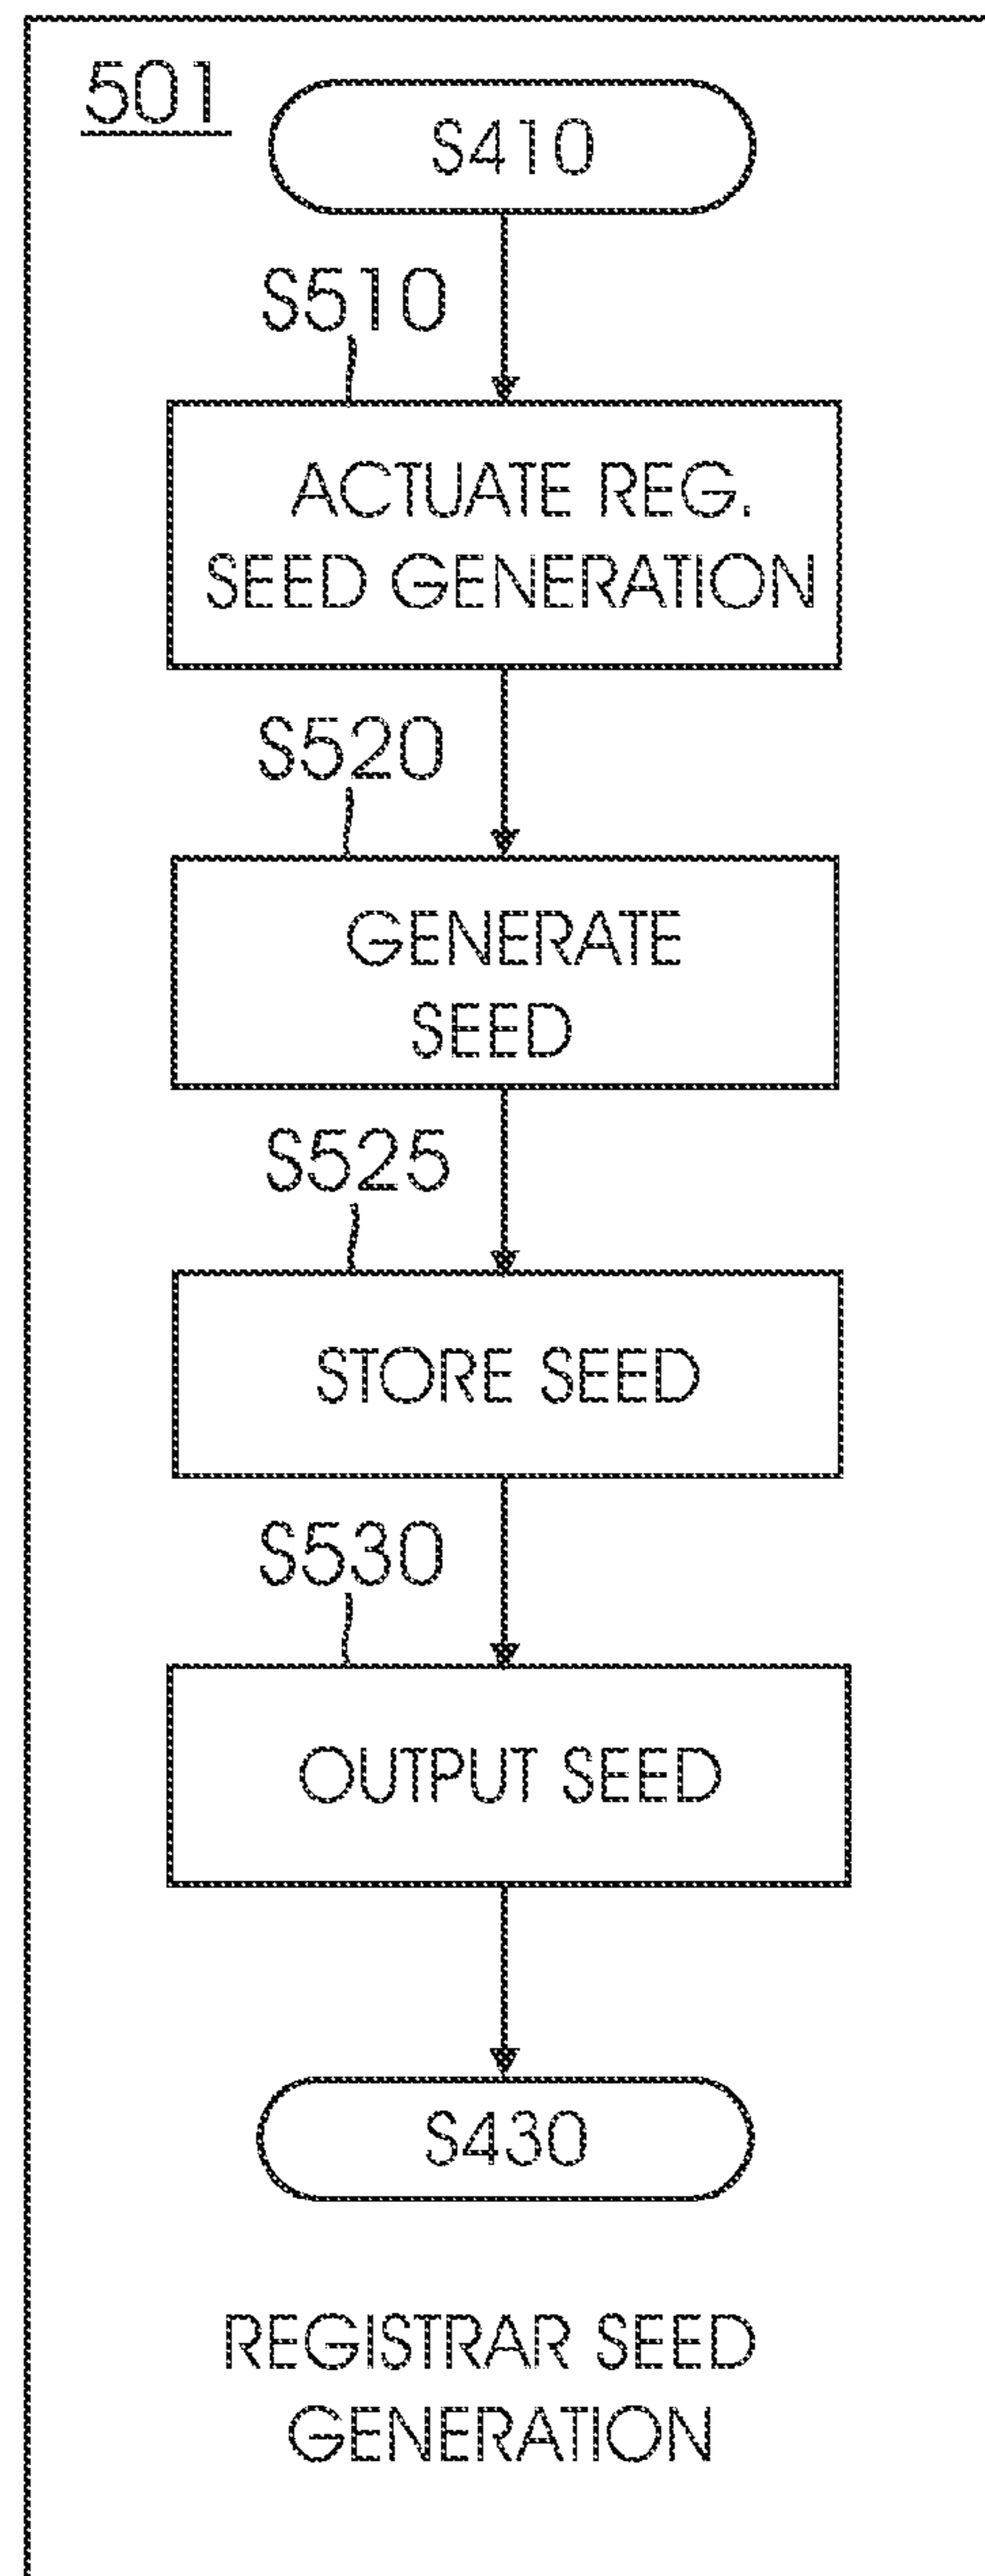 501
S410
S510
ACTUATE REG.
SEED GENERATION
S520
GENERATE
SEED
S525
STORE SEED
S530
OUTPUT SEED
S430
REGISTRAR SEED
GENERATION